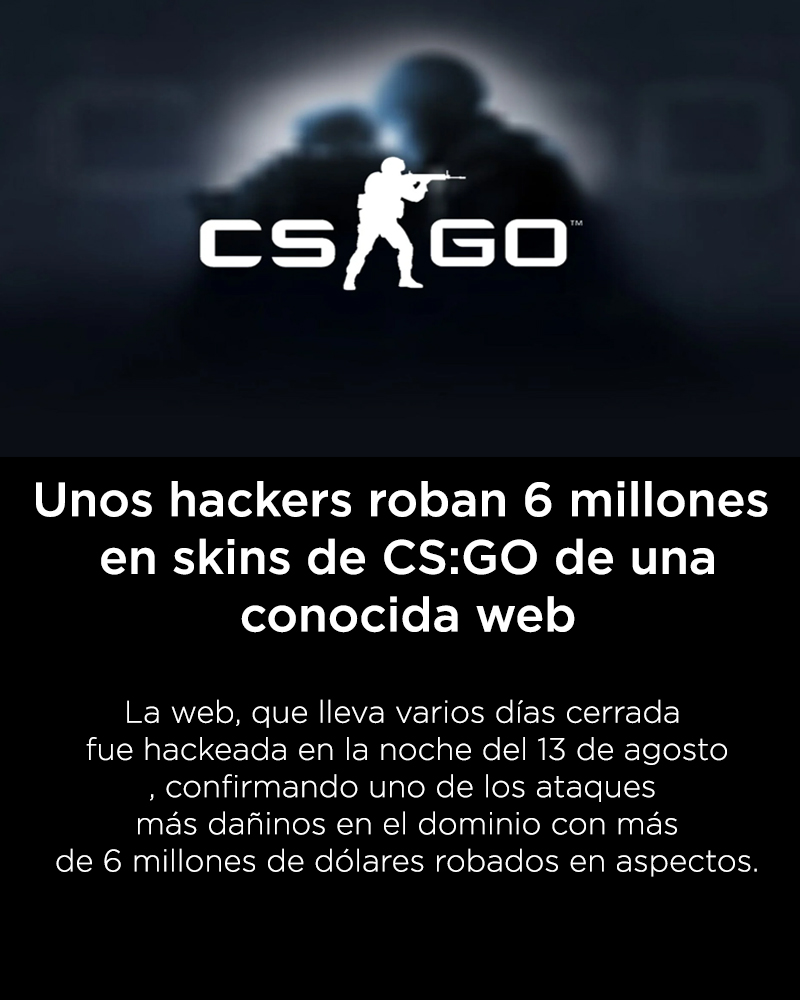 CS GO™
Unos hackers roban 6 millones
en skins de CS:GO de una
conocida web
La web, que lleva varios días cerrada
fue hackeada en la noche del 13 de agosto
, confirmando uno de los ataques
más dañinos en el dominio con más
de 6 millones de dólares robados en aspectos.